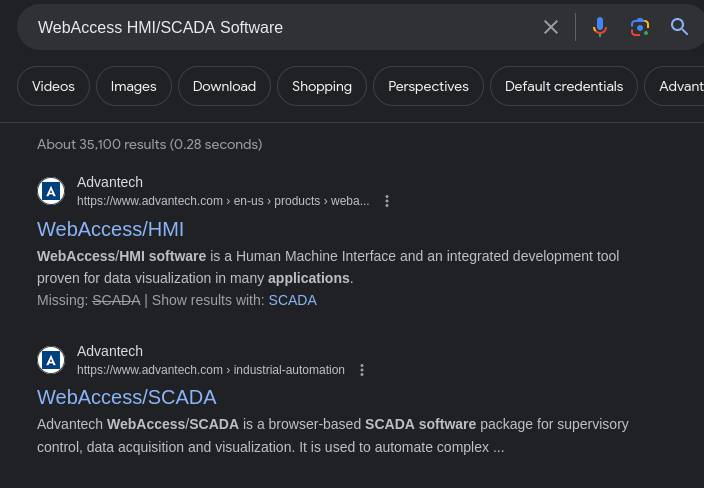 WebAccess HMI/SCADA Software
Videos Images Download Shopping Perspectives Default credentials Advant
About 35,100 results (0.28 seconds)
Advantech
https://www.advantech.com › en-us › products › weba...
WebAccess/HMI
WebAccess/HMI software is a Human Machine Interface and an integrated development tool
proven for data visualization in many applications.
Missing: SCADA | Show results with: SCADA
Advantech
https://www.advantech.com › industrial-automation
WebAccess/SCADA
Advantech WebAccess/SCADA is a browser-based SCADA software package for supervisory
control, data acquisition and visualization. It is used to automate complex ...